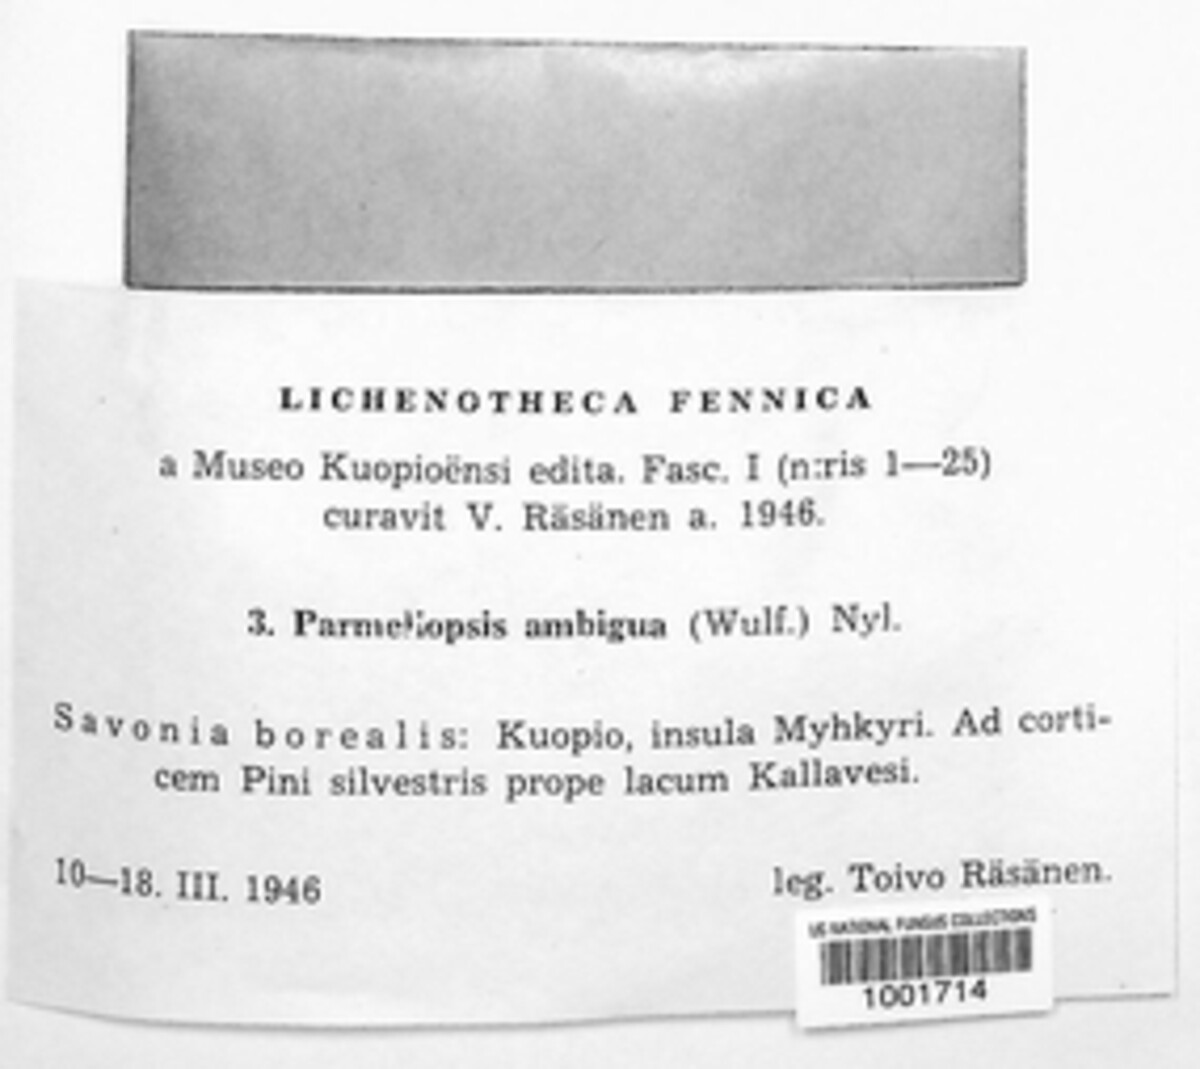 LICHENOTHECA FENNICA
a Museo Kuopioënsi edita. Fasc. I (n:ris 1—25)
curavit V. Räsänen a. 1946.
3. Parmeliopsis ambigua (Wulf.) Nyl.
Savonia borealis: Kuopio, insula Myhkyri. Ad corti-
cem Pini silvestris prope lacum Kallavesi.
10—18. III. 1946
leg. Toivo Räsänen.
US NATIONAL FUNGUS COLLECTIONS
1001714